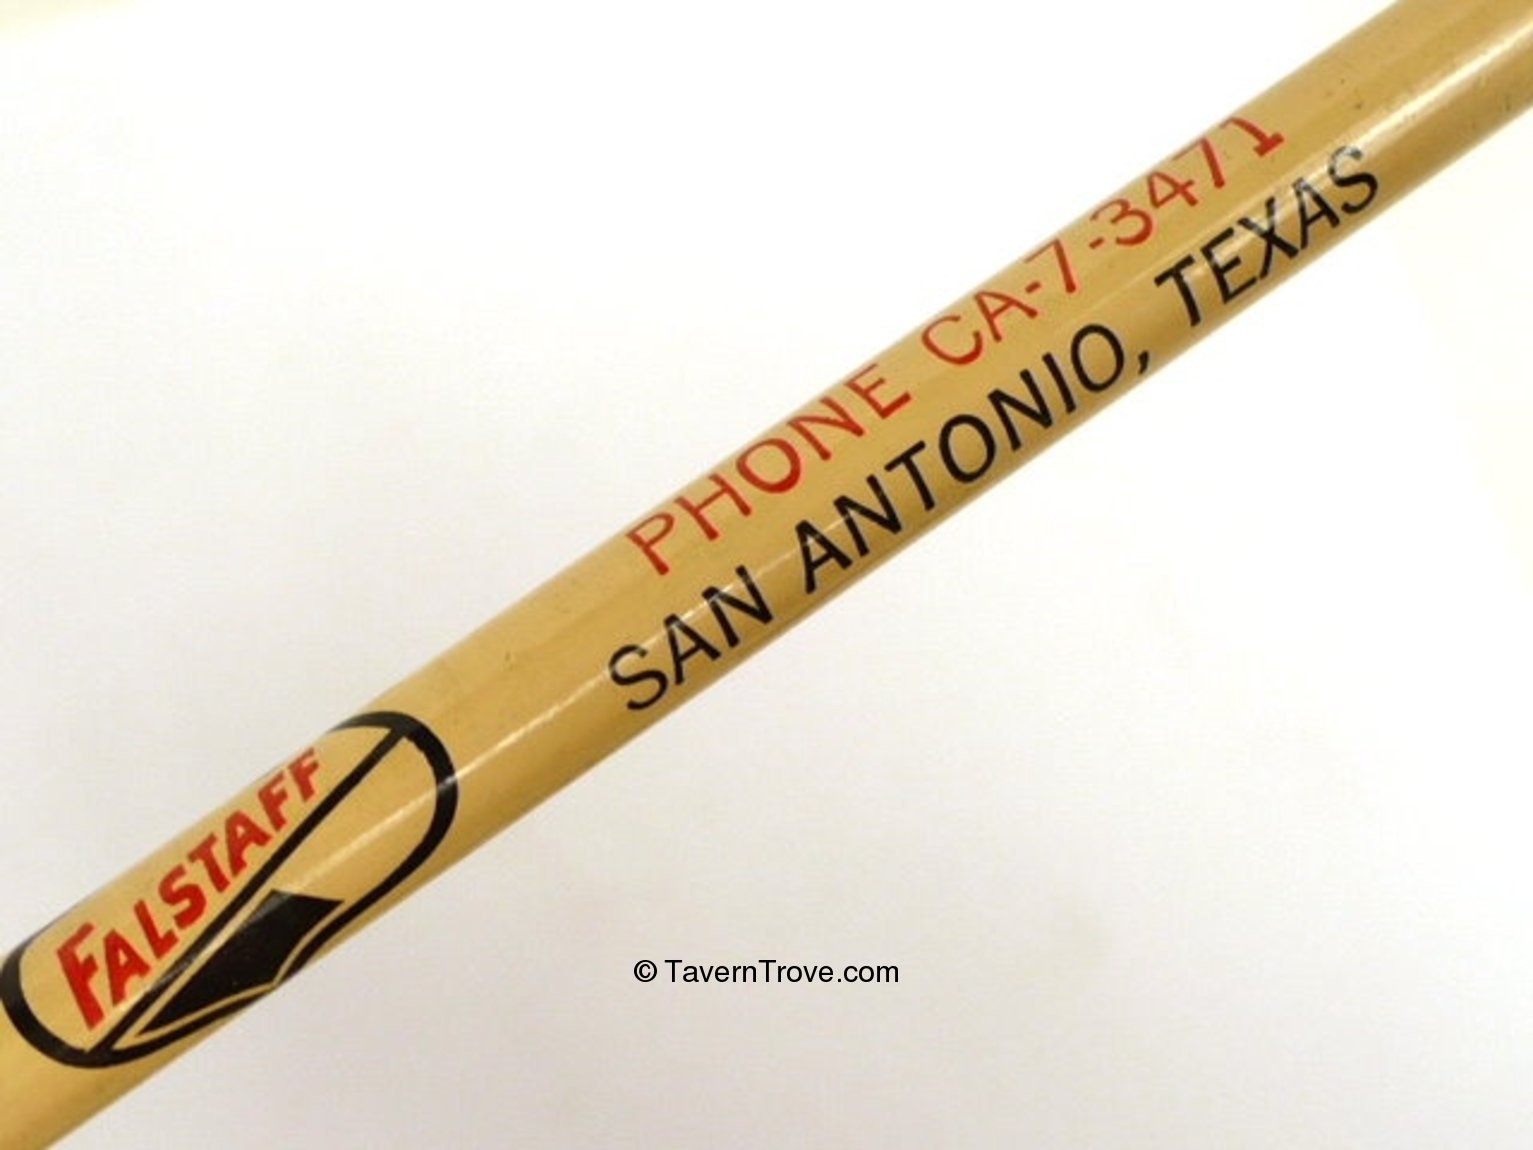 FALSTAFF
PHONE CA-7-3471
SAN ANTONIO, TEXAS
© TavernTrove.com